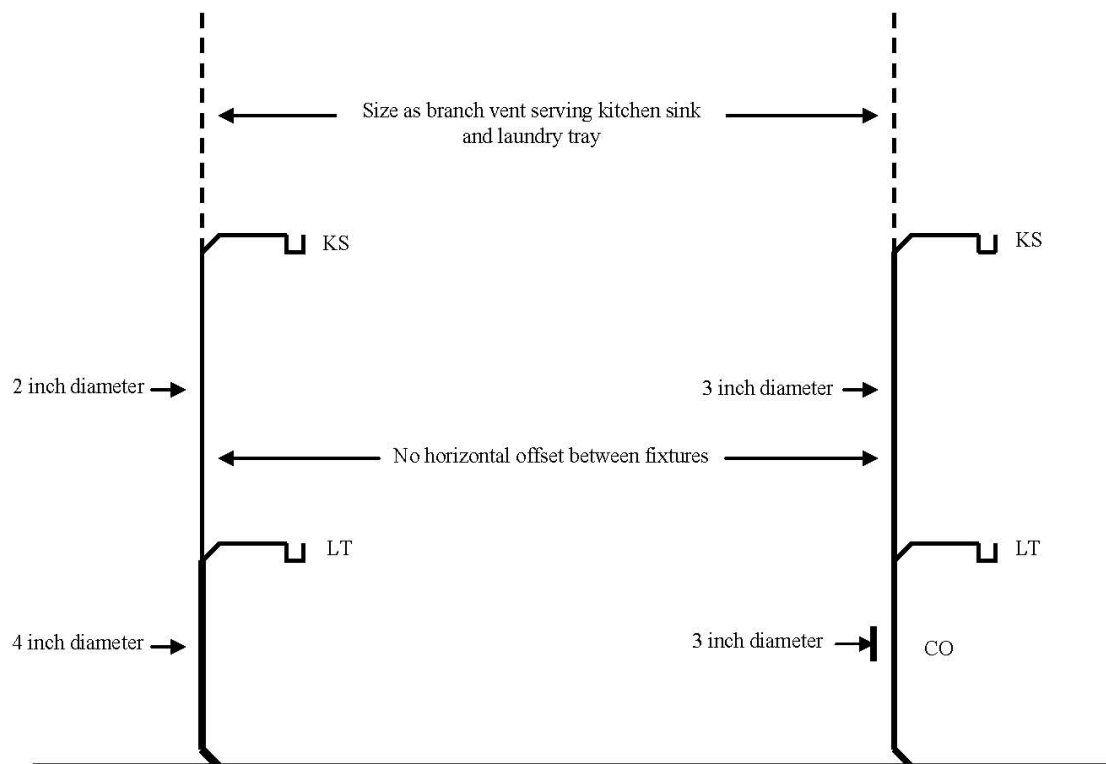 Size as branch vent serving kitchen sink
and laundry tray
KS
KS
2 inch diameter
3 inch diameter
No horizontal offset between fixtures
LT
LT
4 inch diameter
3 inch diameter
CO